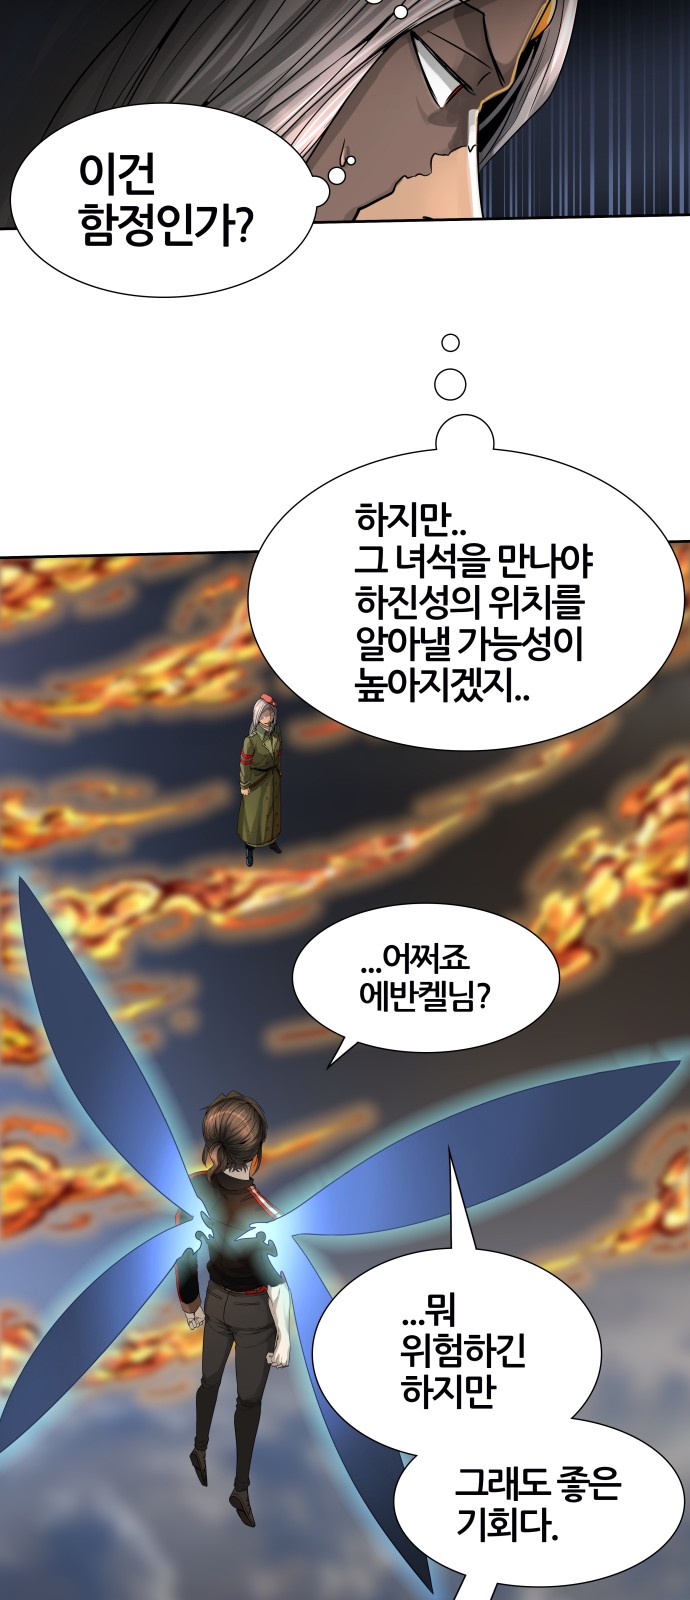 이건
함정인가?
하지만..
그 녀석을 만나야
하진성의 위치를
알아낼 가능성이
높아지겠지..
...어쩌죠
에반켈님?
...뭐
위험하긴
하지만
그래도 좋은
기회다.